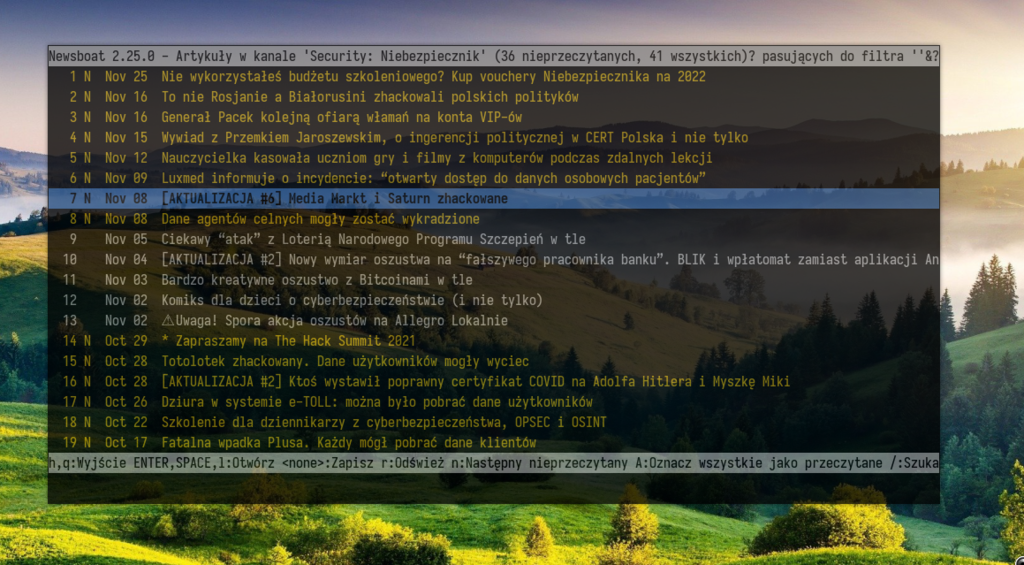 Newsboat 2.25.0 - Artykuły w kanale 'Security: Niebezpiecznik' (36 nieprzeczytanych, 41 wszystkich)? pasujących do filtra ''&?
1 N Nov 25 Nie wykorzystałeś budżetu szkoleniowego? Kup vouchery Niebezpiecznika na 2022
2 N Nov 16 To nie Rosjanie a Białorusini zhackowali polskich polityków
3 N Nov 16 Generał Pacek kolejną ofiarą włamań na konta VIP-ów
4 N Nov 15 Wywiad z Przemkiem Jaroszewskim, o ingerencji politycznej w CERT Polska i nie tylko
5 N Nov 12 Nauczycielka kasowała uczniom gry i filmy z komputerów podczas zdalnych lekcji
6 N Nov 09 Luxmed informuje o incydencie: “otwarty dostęp do danych osobowych pacjentów”
7 N Nov 08 [AKTUALIZACJA #6] Media Markt i Saturn zhackowane
8 N Nov 08 Dane agentów celnych mogły zostać wykradzione
9 Nov 05 Ciekawy “atak” z Loterią Narodowego Programu Szczepień w tle
10 Nov 04 [AKTUALIZACJA #2] Nowy wymiar oszustwa na “fałszywego pracownika banku”. BLIK i wpłatomat zamiast aplikacji An
11 Nov 03 Bardzo kreatywne oszustwo z Bitcoinami w tle
12 Nov 02 Komiks dla dzieci o cyberbezpieczeństwie (i nie tylko)
13 Nov 02 ⚠Uwaga! Spora akcja oszustów na Allegro Lokalnie
14 N Oct 29 * Zapraszamy na The Hack Summit 2021
15 N Oct 28 Totolotek zhackowany. Dane użytkowników mogły wyciec
16 N Oct 28 [AKTUALIZACJA #2] Ktoś wystawił poprawny certyfikat COVID na Adolfa Hitlera i Myszkę Miki
17 N Oct 26 Dziura w systemie e-TOLL: można było pobrać dane użytkowników
18 N Oct 22 Szkolenie dla dziennikarzy z cyberbezpieczeństwa, OPSEC i OSINT
19 N Oct 17 Fatalna wpadka Plusa. Każdy mógł pobrać dane klientów
h,q:Wyjście ENTER,SPACE,l:Otwórz <none>:Zapisz r:Odśwież n:Następny nieprzeczytany A:Oznacz wszystkie jako przeczytane /:Szuka